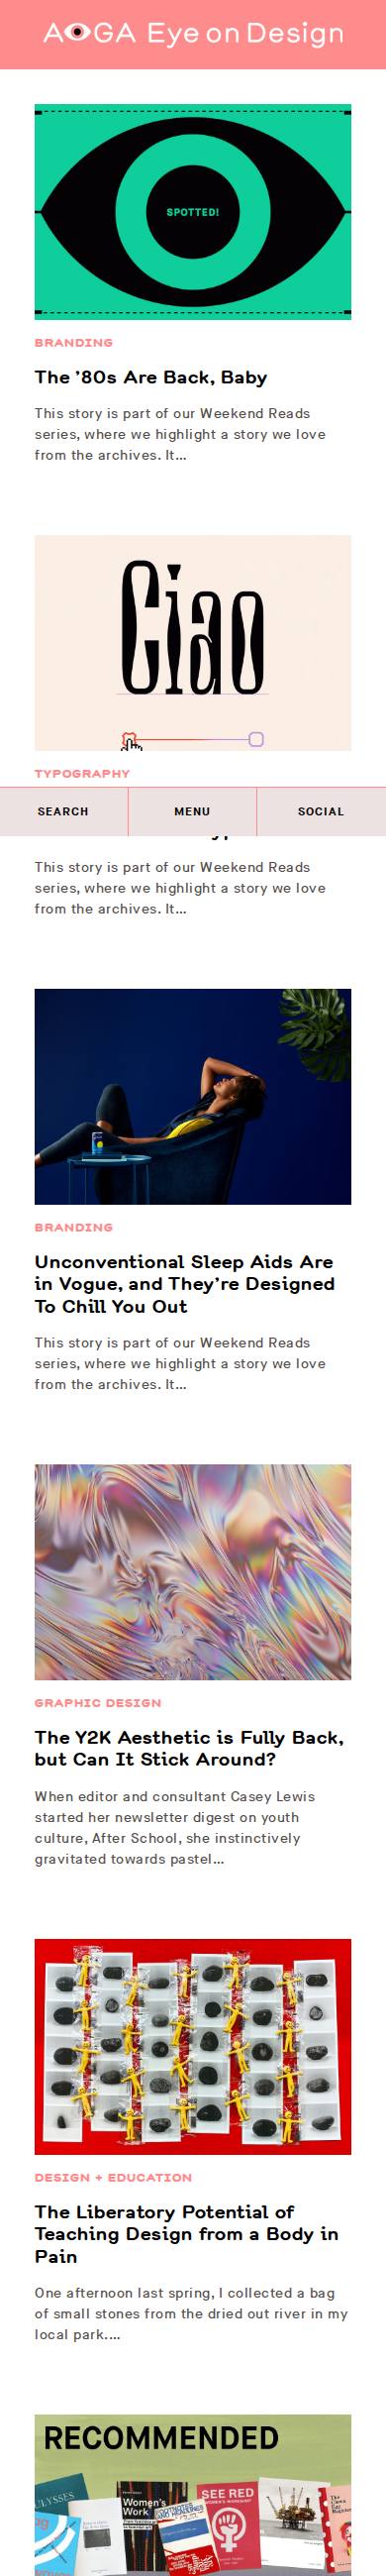 AIGA Eye on Design
SPOTTED!
BRANDING
The ’80s Are Back, Baby
This story is part of our Weekend Reads
series, where we highlight a story we love
from the archives. It...
Ciao
TYPOGRAPHY
SEARCH MENU SOCIAL
This story is part of our Weekend Reads
series, where we highlight a story we love
from the archives. It...
BRANDING
Unconventional Sleep Aids Are
in Vogue, and They’re Designed
To Chill You Out
This story is part of our Weekend Reads
series, where we highlight a story we love
from the archives. It...
GRAPHIC DESIGN
The Y2K Aesthetic is Fully Back,
but Can It Stick Around?
When editor and consultant Casey Lewis
started her newsletter digest on youth
culture, After School, she instinctively
gravitated towards pastel...
DESIGN + EDUCATION
The Liberatory Potential of
Teaching Design from a Body in
Pain
One afternoon last spring, I collected a bag
of small stones from the dried out river in my
local park....
RECOMMENDED
ULYSSES
Women's
Work
SEE RED